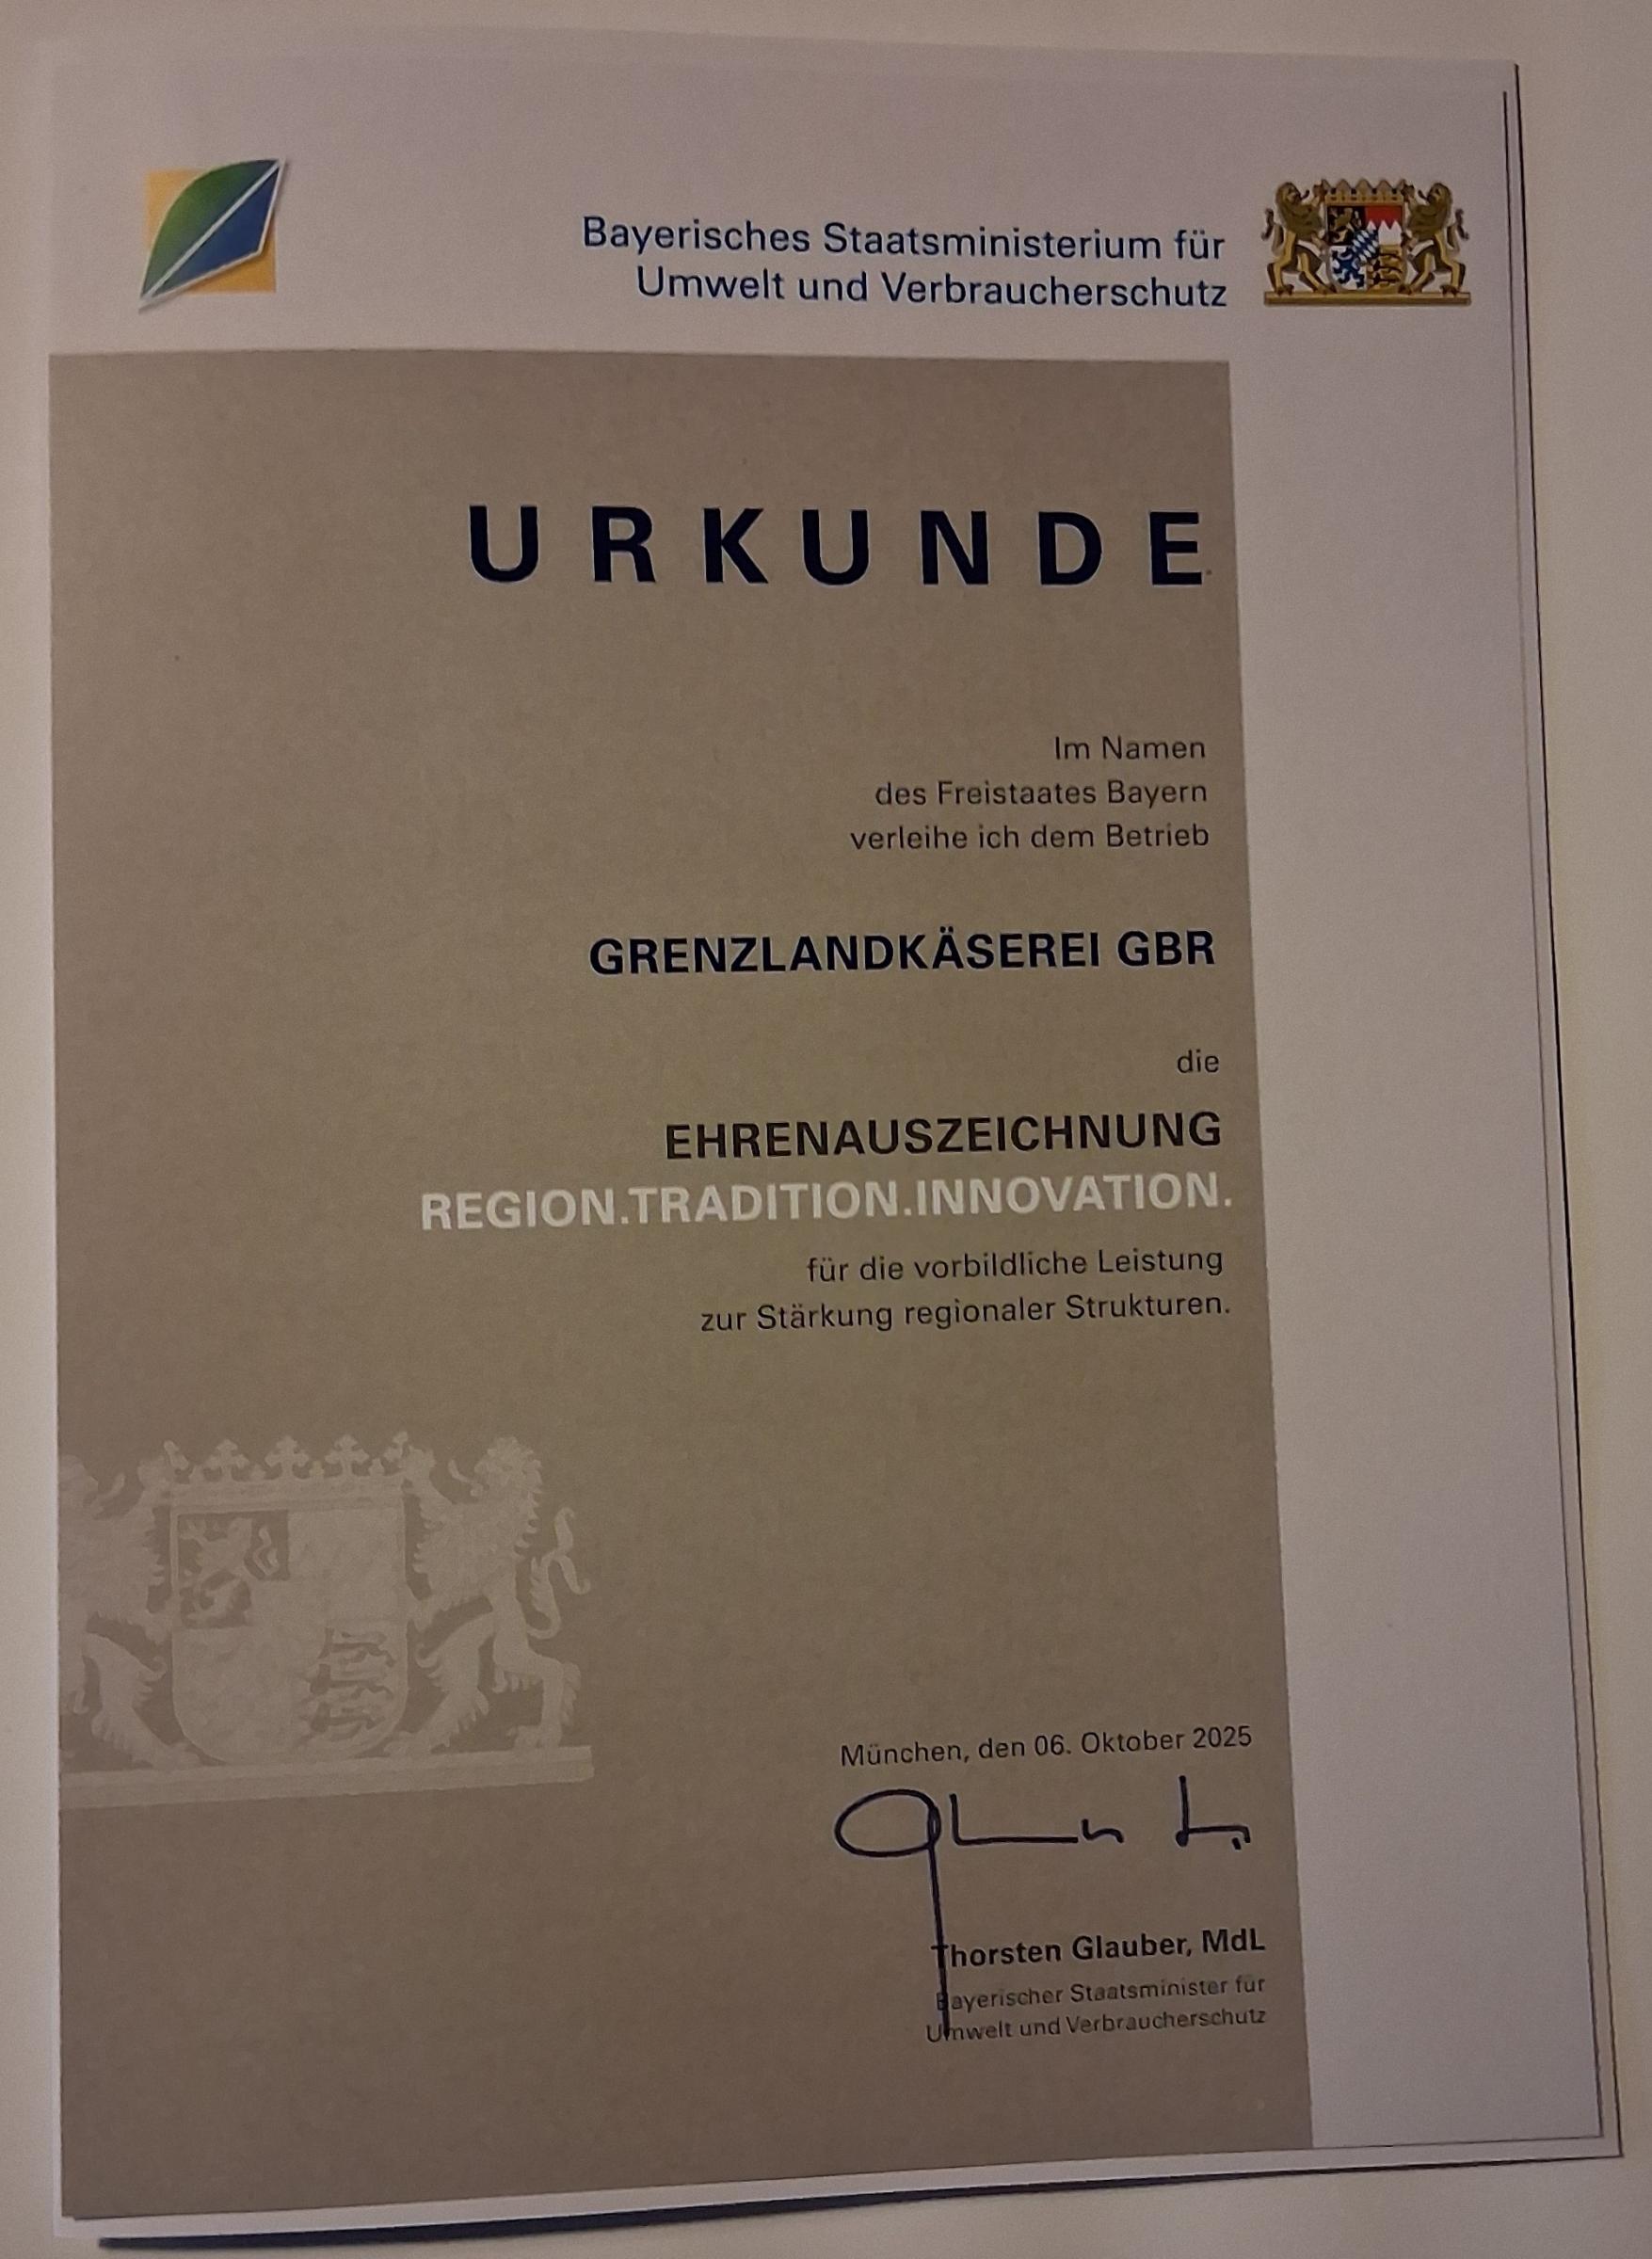 Bayerisches Staatsministerium für
Umwelt und Verbraucherschutz
URKUNDE
Im Namen
des Freistaates Bayern
verleihe ich dem Betrieb
GRENZLANDKÄSEREI GBR
die
EHRENAUSZEICHNUNG
REGION.TRADITION.INNOVATION.
für die vorbildliche Leistung
zur Stärkung regionaler Strukturen.
München, den 06. Oktober 2025
Thorsten Glauber, MdL
Bayerischer Staatsminister für
Umwelt und Verbraucherschutz